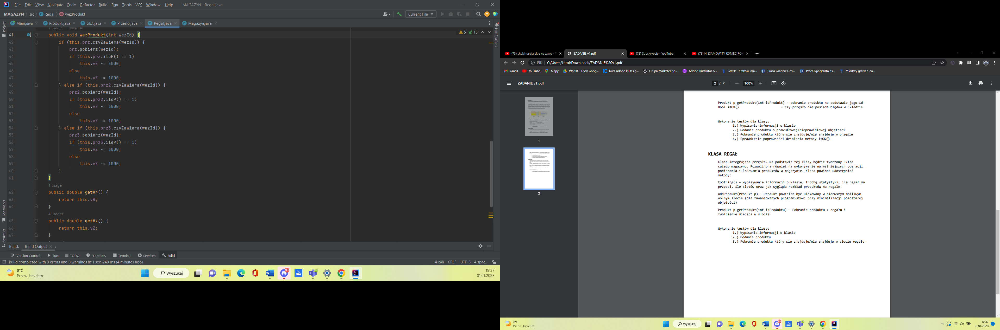 File Edit View Navigate Code Refactor Build Run Tools VCS Window Help MAGAZYN - Regal.java
MAGAZYN src Regal wezProdukt
Current File
Main.java Produkt.java Slot.java Przeslo.java Regal.java Magazyn.java
Project
Notifications
Bookmarks
Structure
1 usage 1 override
5 15
41 public void wezProdukt(int wezId) {
42 if (this.prz.czyZawiera(wezId)) {
43 prz.pobierz(wezId);
44 if (this.prz.ileP() == 1)
45 this.vZ -= 3000;
46 else
47 this.vZ -= 1000;
48 } else if (this.prz2.czyZawiera(wezId)) {
49 prz2.pobierz(wezId);
50 if (this.prz2.ileP() == 1)
51 this.vZ -= 3000;
52 else
53 this.vZ -= 1000;
54 } else if (this.prz3.czyZawiera(wezId)) {
55 prz3.pobierz(wezId);
56 if (this.prz3.ileP() == 1)
57 this.vZ -= 3000;
58 else
59 this.vZ -= 1000;
60 }
61 }
1 usage
62 public double getVr() {
63 return this.vR;
64 }
4 usages
65 public double getVz() {
66 return this.vZ;
67 }
Build: Build Output
Version Control Run TODO Problems Terminal Services Build
Build completed with 3 errors and 0 warnings in 1 sec, 240 ms (4 minutes ago) 41:40 CRLF UTF-8 4 spac...
8°C
Przew. bezchm.
Wyszukaj
9+
19:37
01.01.2023
(73) skoki narciarskie na żywo - ZADANIE v1.pdf (73) Subskrypcje - YouTube (73) NIESAMOWITY KONIEC ROK
Plik C:/Users/karol/Downloads/ZADANIE%20v1.pdf
Gmail YouTube Mapy WSZIB – Dysk Goog... Kurs Adobe InDesig... Grupa Marketer Sp.... Adobe Illustrator o... Grafik - Kraków, ma... Praca Graphic Desi... Praca Specjalista ds... Młodszy grafik e-co...
ZADANIE v1.pdf 2 / 2 100%
1
2
Produkt p getProdukt(int idProdukt) – pobranie produktu na podstawie jego id
Bool isOK() - czy przęsło nie posiada błędów w układzie
Wykonanie testów dla klasy:
1.) Wypisanie informacji o klasie
2.) Dodanie produktu o prawidłowej/nieprawidłowej objętości
3.) Pobranie produktu który się znajduje/nie znajduje w przęśle
4.) Sprawdzenie poprawności działania metody isOK()
KLASA REGAŁ
Klasa integrująca przęsła. Na podstawie tej klasy będzie tworzony układ
całego magazynu. Pozwoli ona również na wykonywanie najważniejszych operacji
pobierania i lokowania produktów w magazynie. Klasa powinna udostępniać
metody:
toString() – wypisywanie informacji o klasie, trochę statystyki, ile regał ma
przęseł, ile slotów oraz jak wygląda rozkład produktów na regale.
addProdukt(Produkt p) – Produkt powinien być ulokowany w pierwszym możliwym
wolnym slocie (dla zawansowanych programistów: przy minimalizacji pozostałej
objętości)
Produkt p getProdukt(int idProduktu) – Pobranie produktu z regału i
zwolnienie miejsca w slocie
Wykonanie testów dla klasy:
1.) Wypisanie informacji o klasie
2.) Dodanie produktu
3.) Pobranie produktu który się znajduje/nie znajduje w slocie regału
8°C
Przew. bezchm.
Wyszukaj
9+
19:37
01.01.2023
1